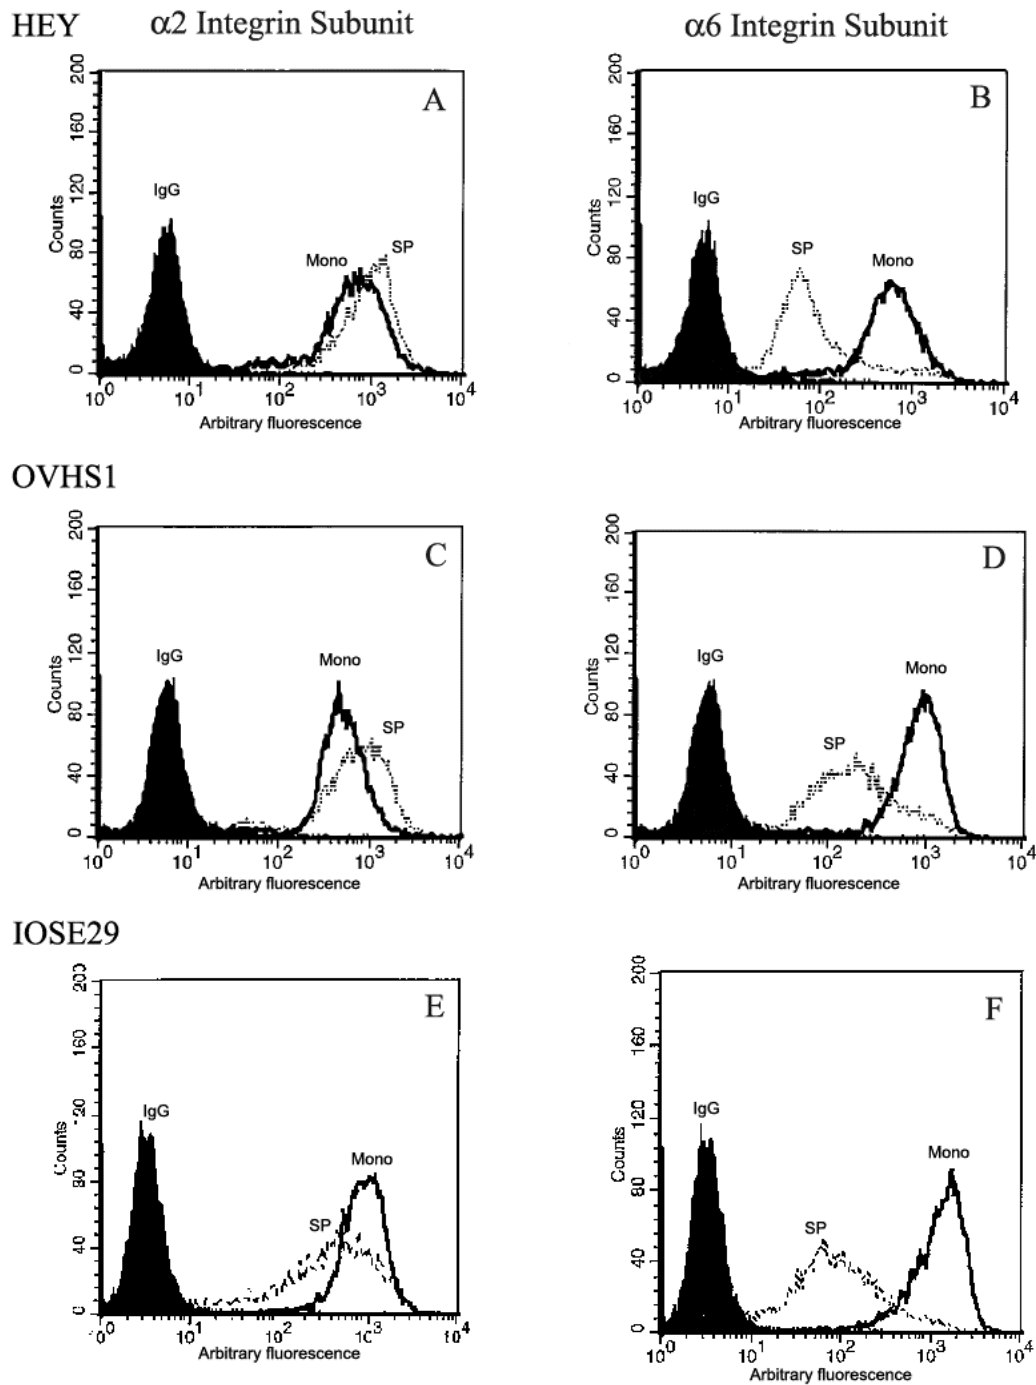 HEY α2 Integrin Subunit α6 Integrin Subunit
A
200
160
120
80
40
0
Counts
IgG
Mono
SP
10^0 10^1 10^2 10^3 10^4
Arbitrary fluorescence
B
200
160
120
80
40
0
Counts
IgG
SP
Mono
10^0 10^1 10^2 10^3 10^4
Arbitrary fluorescence
OVHS1
C
200
160
120
80
40
0
Counts
IgG
Mono
SP
10^0 10^1 10^2 10^3 10^4
Arbitrary fluorescence
D
200
160
120
80
40
0
Counts
IgG
SP
Mono
10^0 10^1 10^2 10^3 10^4
Arbitrary fluorescence
IOSE29
E
200
160
120
80
40
0
Counts
IgG
Mono
SP
10^0 10^1 10^2 10^3 10^4
Arbitrary fluorescence
F
200
160
120
80
40
0
Counts
IgG
SP
Mono
10^0 10^1 10^2 10^3 10^4
Arbitrary fluorescence